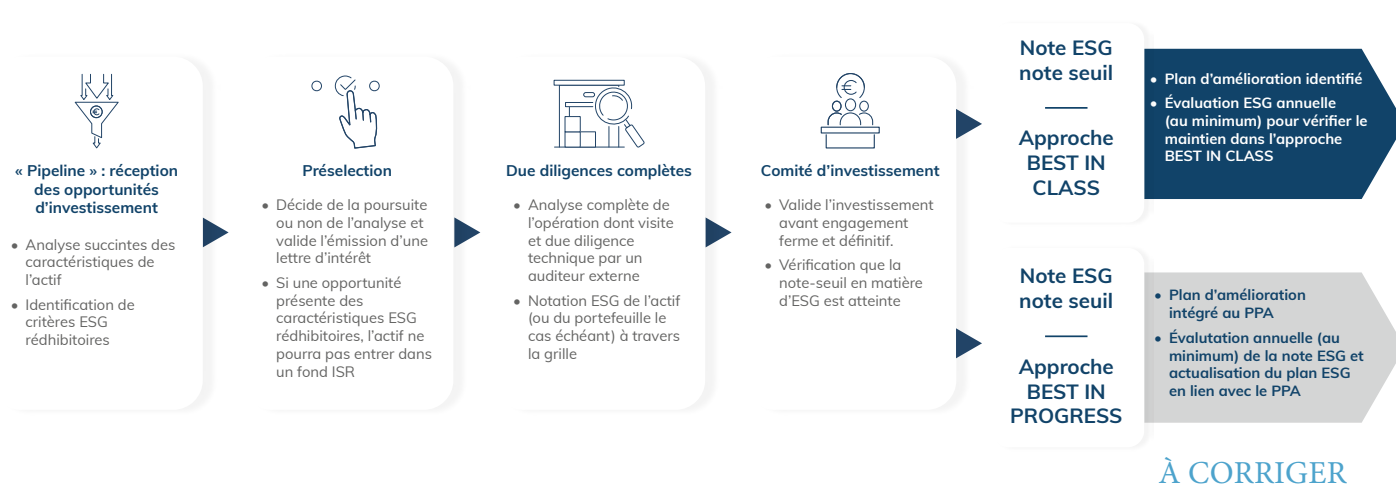 « Pipeline » : réception
des opportunités
d’investissement
• Analyse succintes des
caractéristiques de
l’actif
• Identification de
critères ESG
rédhibitoires
Préselection
• Décide de la poursuite
ou non de l’analyse et
valide l’émission d’une
lettre d’intérêt
• Si une opportunité
présente des
caractéristiques ESG
rédhibitoires, l’actif ne
pourra pas entrer dans
un fond ISR
Due diligences complètes
• Analyse complète de
l’opération dont visite
et due diligence
technique par un
auditeur externe
• Notation ESG de l’actif
(ou du portefeuille le
cas échéant) à travers
la grille
€
Comité d’investissement
• Valide l’investissement
avant engagement
ferme et définitif.
• Vérification que la
note-seuil en matière
d’ESG est atteinte
Note ESG
note seuil
Approche
BEST IN
CLASS
• Plan d’amélioration identifié
• Évaluation ESG annuelle
(au minimum) pour vérifier le
maintien dans l’approche
BEST IN CLASS
Note ESG
note seuil
Approche
BEST IN
PROGRESS
• Plan d’amélioration
intégré au PPA
• Évalutation annuelle (au
minimum) de la note ESG et
actualisation du plan ESG
en lien avec le PPA
À CORRIGER